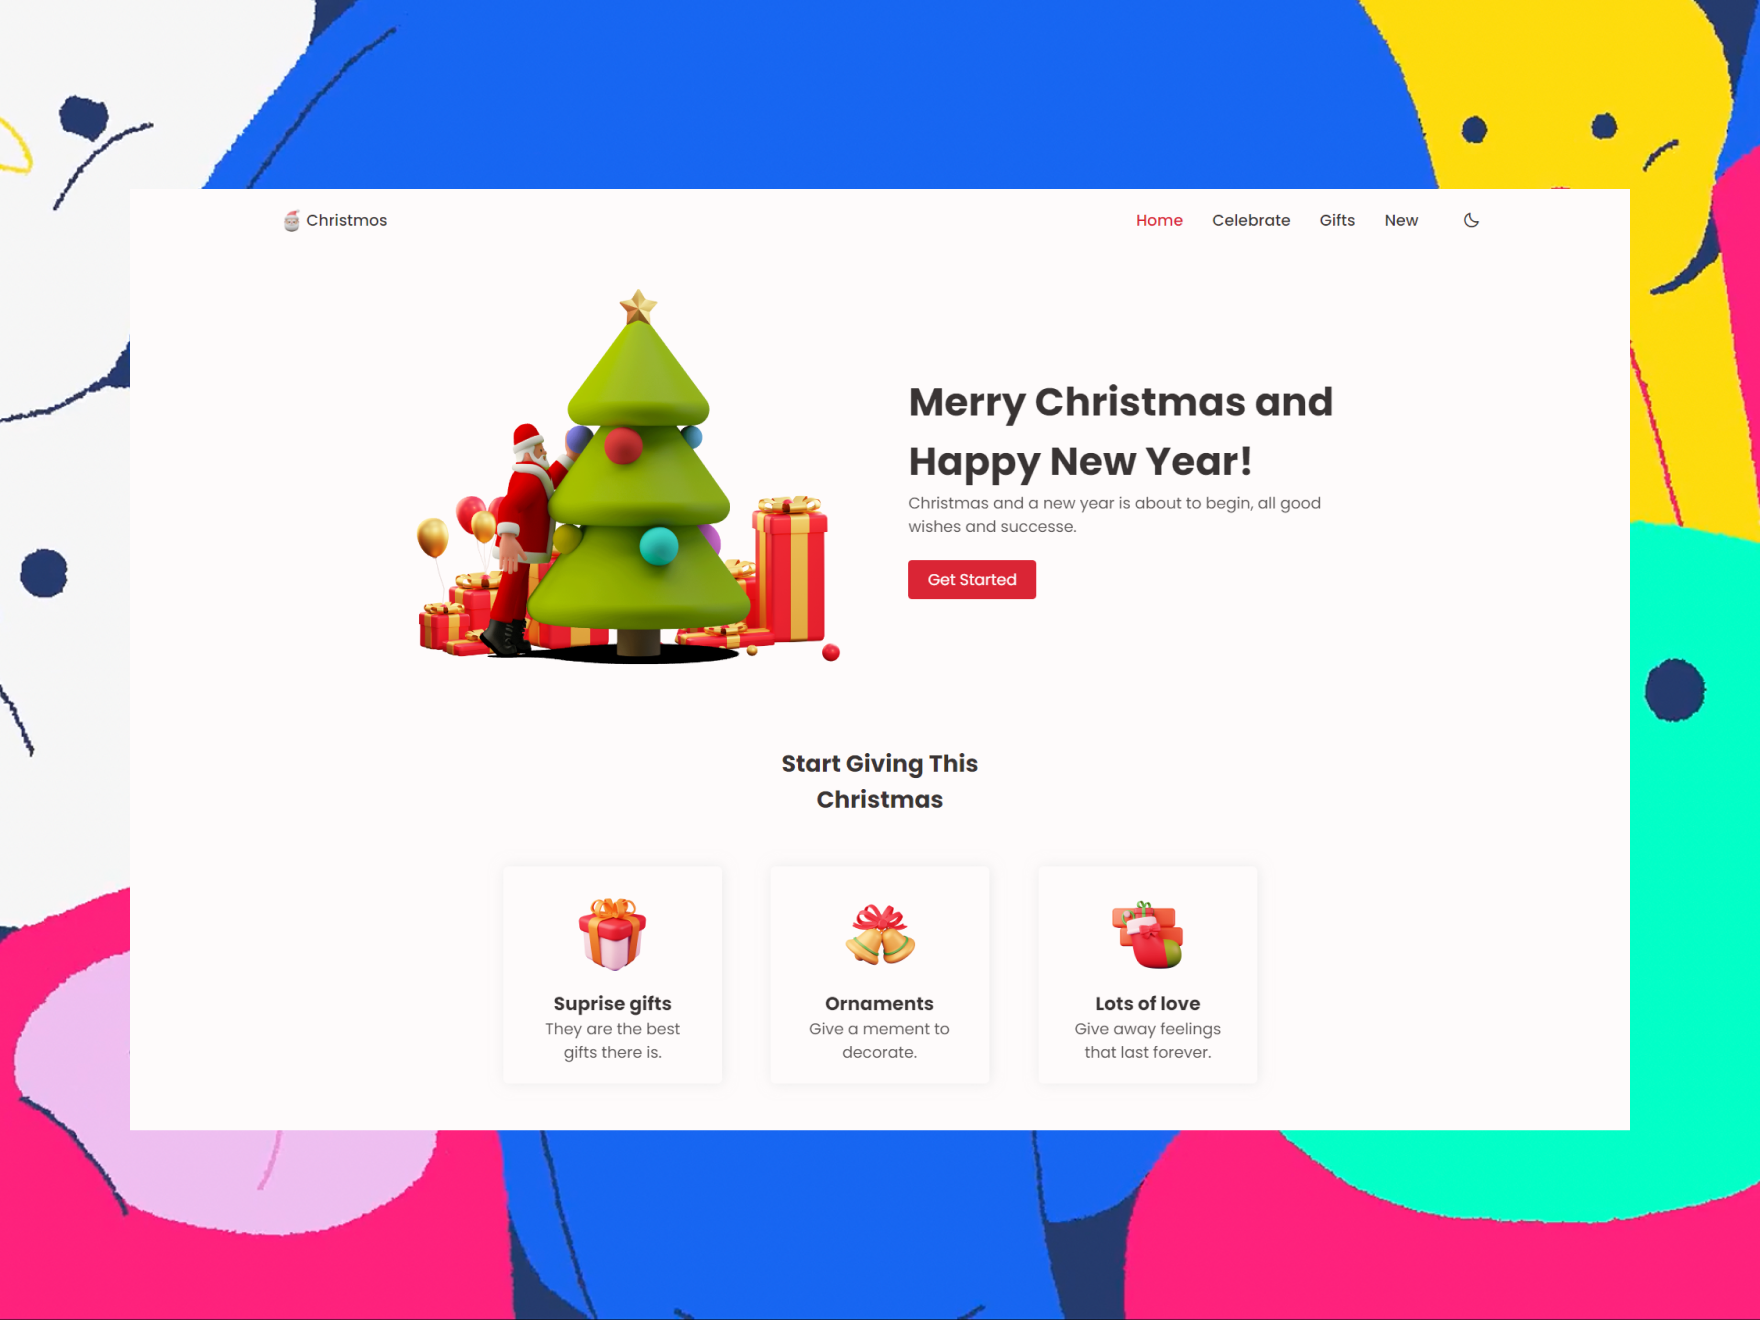 Christmos
Home Celebrate Gifts New
Merry Christmas and
Happy New Year!
Christmas and a new year is about to begin, all good
wishes and successe.
Get Started
Start Giving This
Christmas
Suprise gifts
They are the best
gifts there is.
Ornaments
Give a mement to
decorate.
Lots of love
Give away feelings
that last forever.